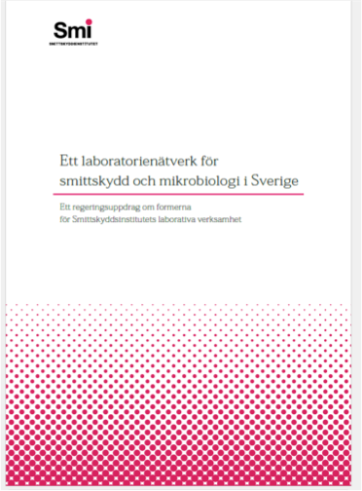 Smi
SMITTSKYDDSINSTITUTET
Ett laboratorienätverk för
smittskydd och mikrobiologi i Sverige
Ett regeringsuppdrag om formerna
för Smittskyddsinstitutets laborativa verksamhet